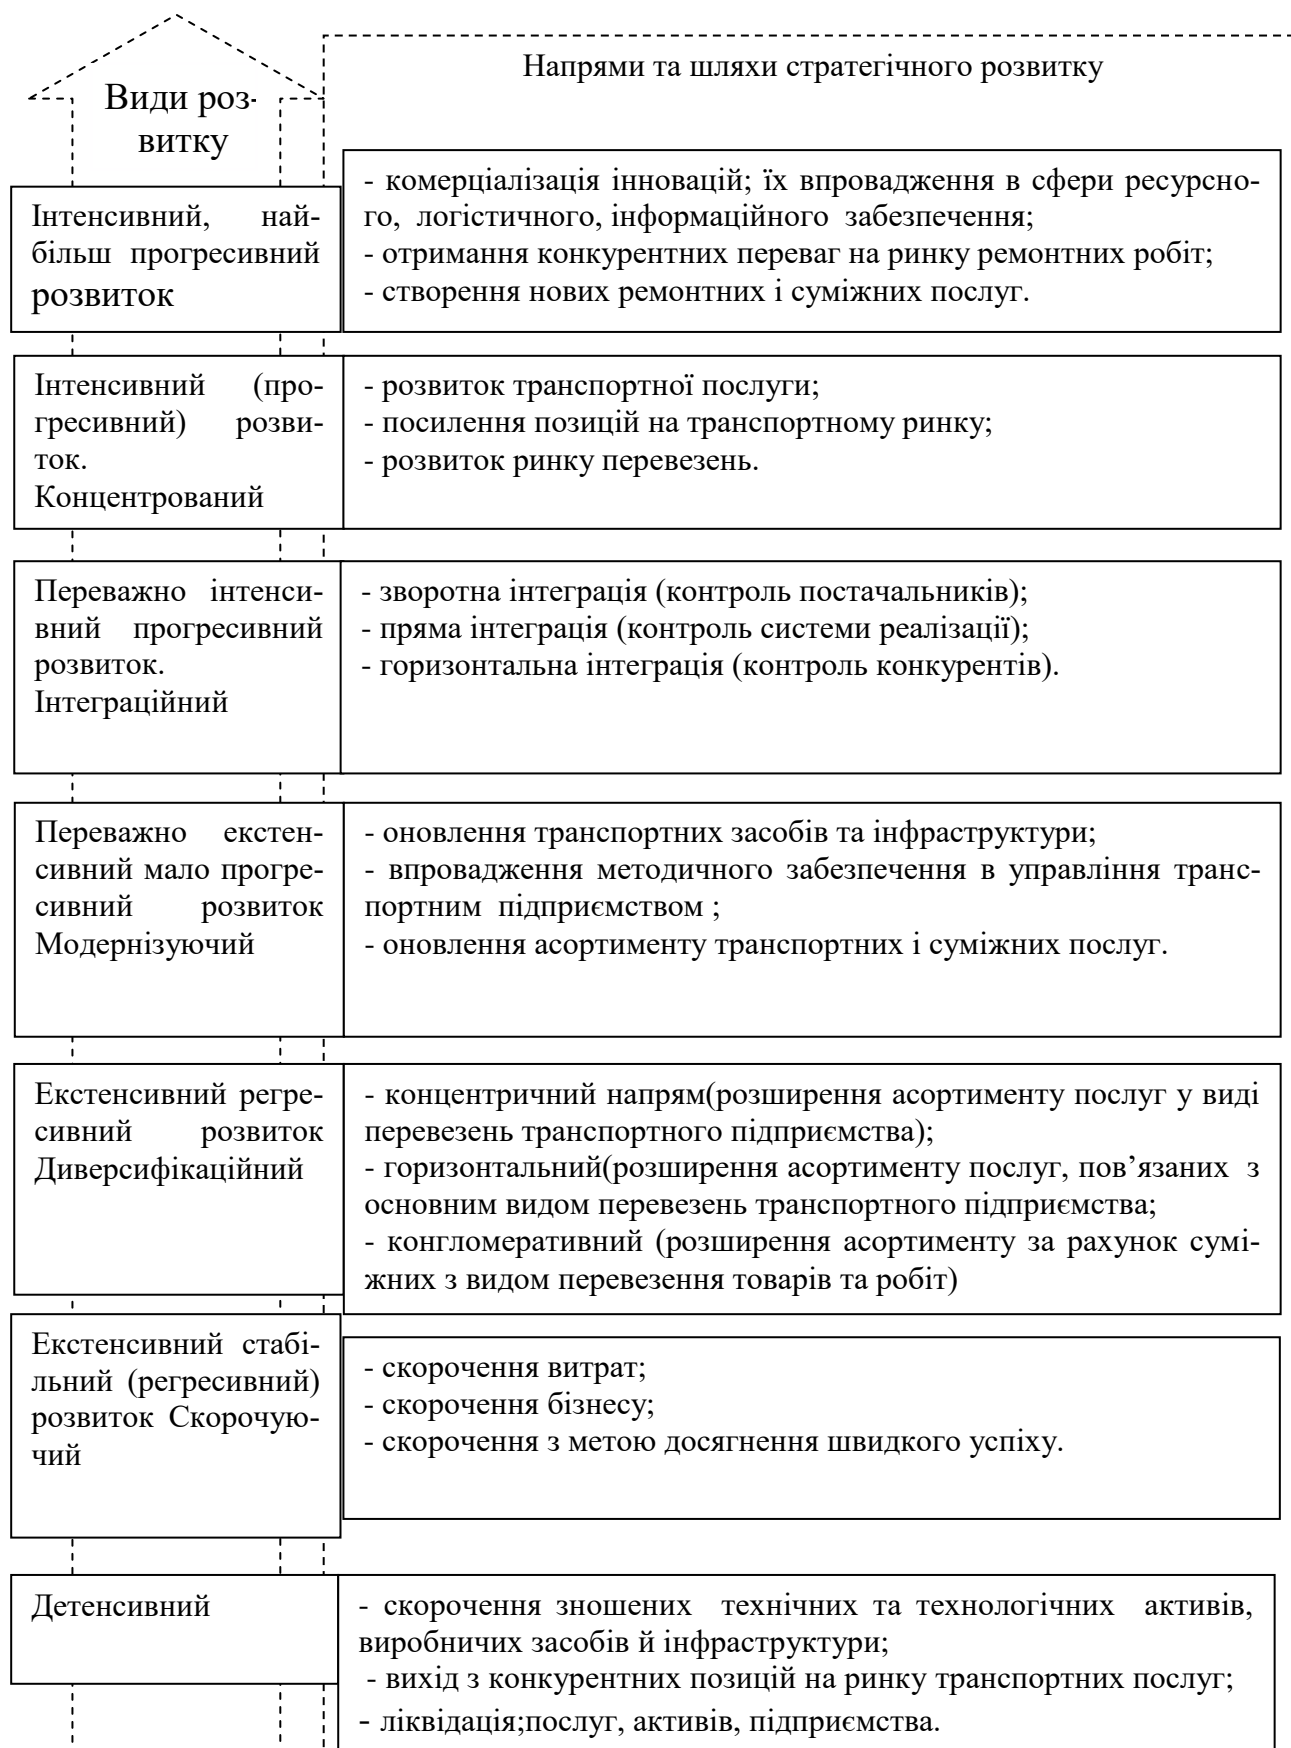 Напрями та шляхи стратегічного розвитку
Види роз-
витку
Інтенсивний, най-
більш прогресивний
розвиток
- комерціалізація інновацій; їх впровадження в сфери ресурсно-
го, логістичного, інформаційного забезпечення;
- отримання конкурентних переваг на ринку ремонтних робіт;
- створення нових ремонтних і суміжних послуг.
Інтенсивний (про-
гресивний) розви-
ток.
Концентрований
- розвиток транспортної послуги;
- посилення позицій на транспортному ринку;
- розвиток ринку перевезень.
Переважно інтенси-
вний прогресивний
розвиток.
Інтеграційний
- зворотна інтеграція (контроль постачальників);
- пряма інтеграція (контроль системи реалізації);
- горизонтальна інтеграція (контроль конкурентів).
Переважно екстен-
сивний мало прогре-
сивний розвиток
Модернізуючий
- оновлення транспортних засобів та інфраструктури;
- впровадження методичного забезпечення в управління транс-
портним підприємством ;
- оновлення асортименту транспортних і суміжних послуг.
Екстенсивний регре-
сивний розвиток
Диверсифікаційний
- концентричний напрям(розширення асортименту послуг у виді
перевезень транспортного підприємства);
- горизонтальний(розширення асортименту послуг, пов’язаних з
основним видом перевезень транспортного підприємства;
- конгломеративний (розширення асортименту за рахунок сумі-
жних з видом перевезення товарів та робіт)
Екстенсивний стабі-
льний (регресивний)
розвиток Скорочую-
чий
- скорочення витрат;
- скорочення бізнесу;
- скорочення з метою досягнення швидкого успіху.
Детенсивний
- скорочення зношених технічних та технологічних активів,
виробничих засобів й інфраструктури;
- вихід з конкурентних позицій на ринку транспортних послуг;
- ліквідація;послуг, активів, підприємства.